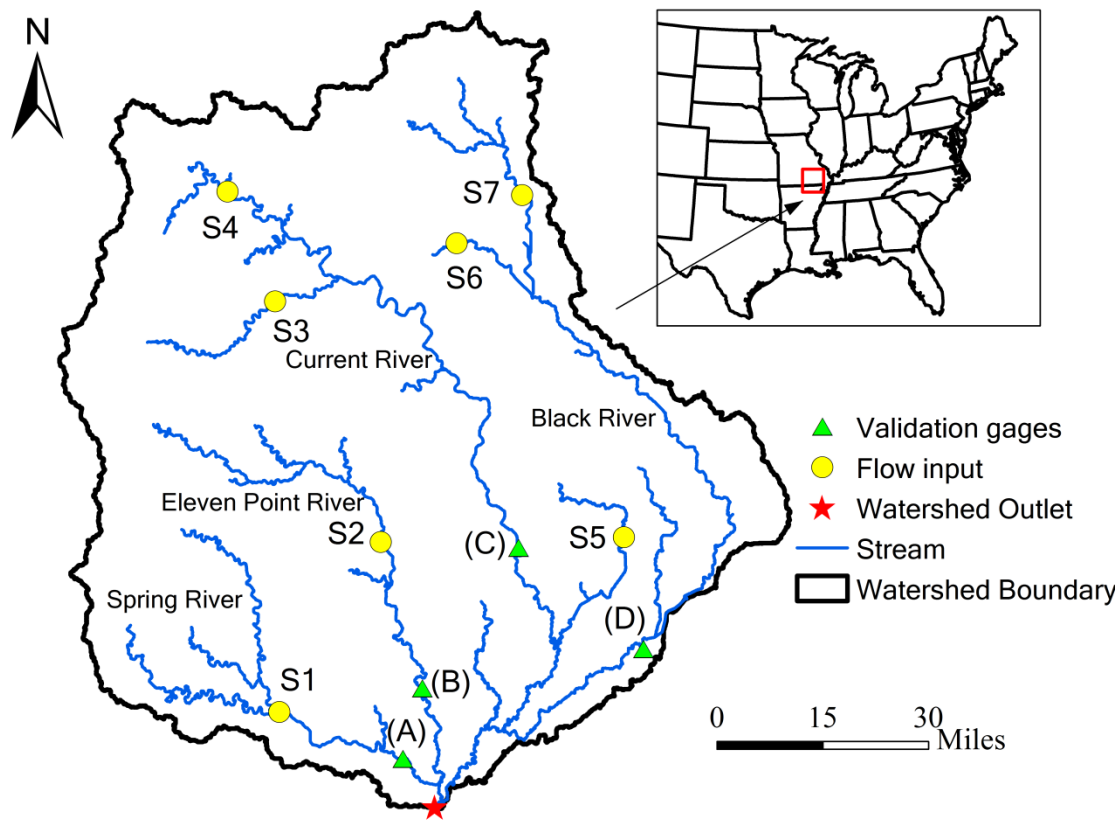 N
S7
S4
S6
S3
Current River
Black River
Validation gages
Flow input
Eleven Point River
Watershed Outlet
S2
(C)
S5
Stream
Spring River
Watershed Boundary
(D)
S1
(B)
(A)
0 15 30
Miles